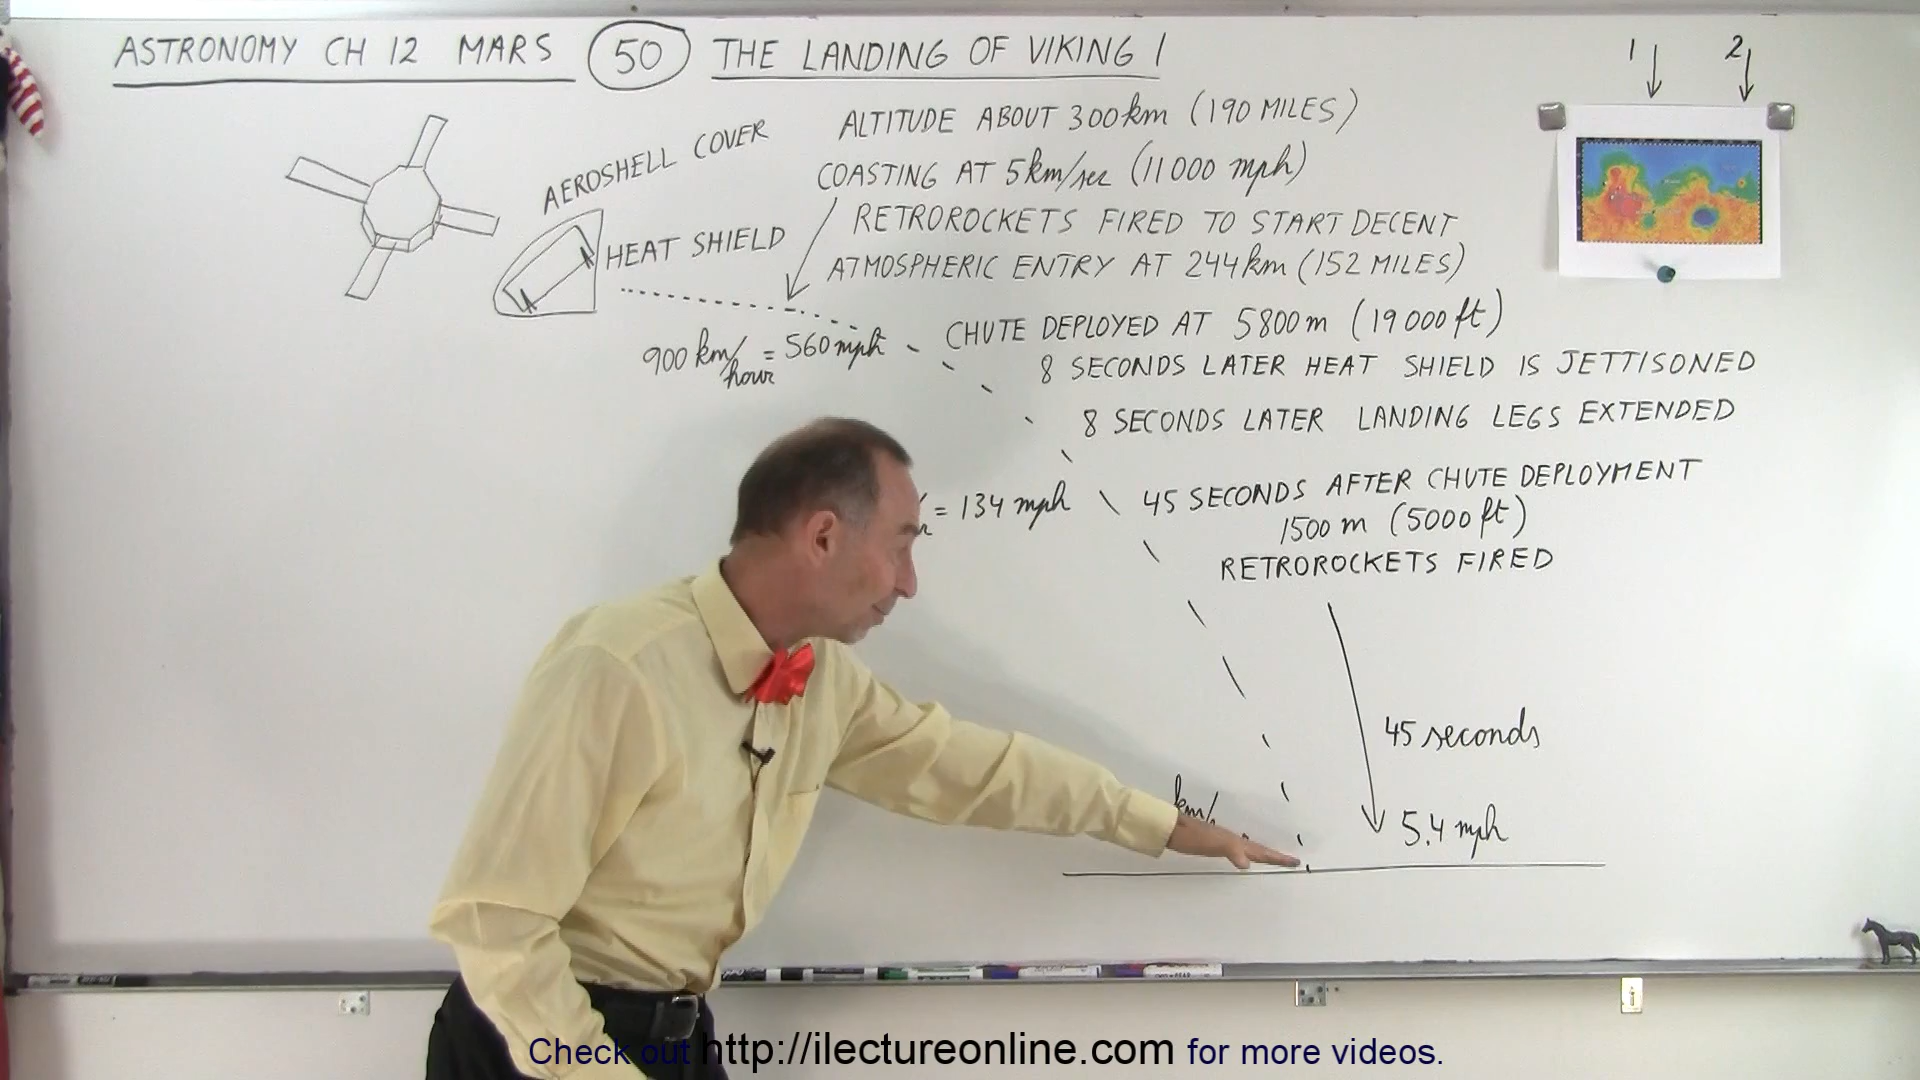 ASTRONOMY CH 12 MARS 50 THE LANDING OF VIKING 1
1 2
AEROSHELL COVER
HEAT SHIELD
ALTITUDE ABOUT 300 km (190 MILES)
COASTING AT 5 km/sec (11000 mph)
RETROROCKETS FIRED TO START DECENT
ATMOSPHERIC ENTRY AT 244 km (152 MILES)
900 km/hour = 560 mph
CHUTE DEPLOYED AT 5800 m (19000 ft)
8 SECONDS LATER HEAT SHIELD IS JETTISONED
8 SECONDS LATER LANDING LEGS EXTENDED
= 134 mph
45 SECONDS AFTER CHUTE DEPLOYMENT
1500 m (5000 ft)
RETROROCKETS FIRED
45 seconds
km/
5.4 mph
Check out http://ilectureonline.com for more videos.